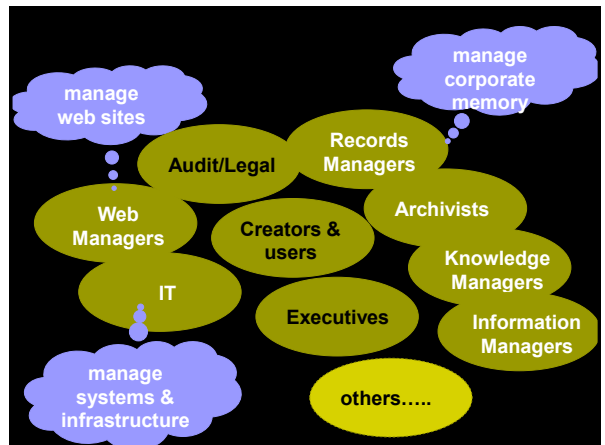 manage
web sites
manage
corporate
memory
Audit/Legal
Records
Managers
Web
Managers
Creators &
users
Archivists
IT
Knowledge
Managers
Executives
Information
Managers
manage
systems &
infrastructure
others.....